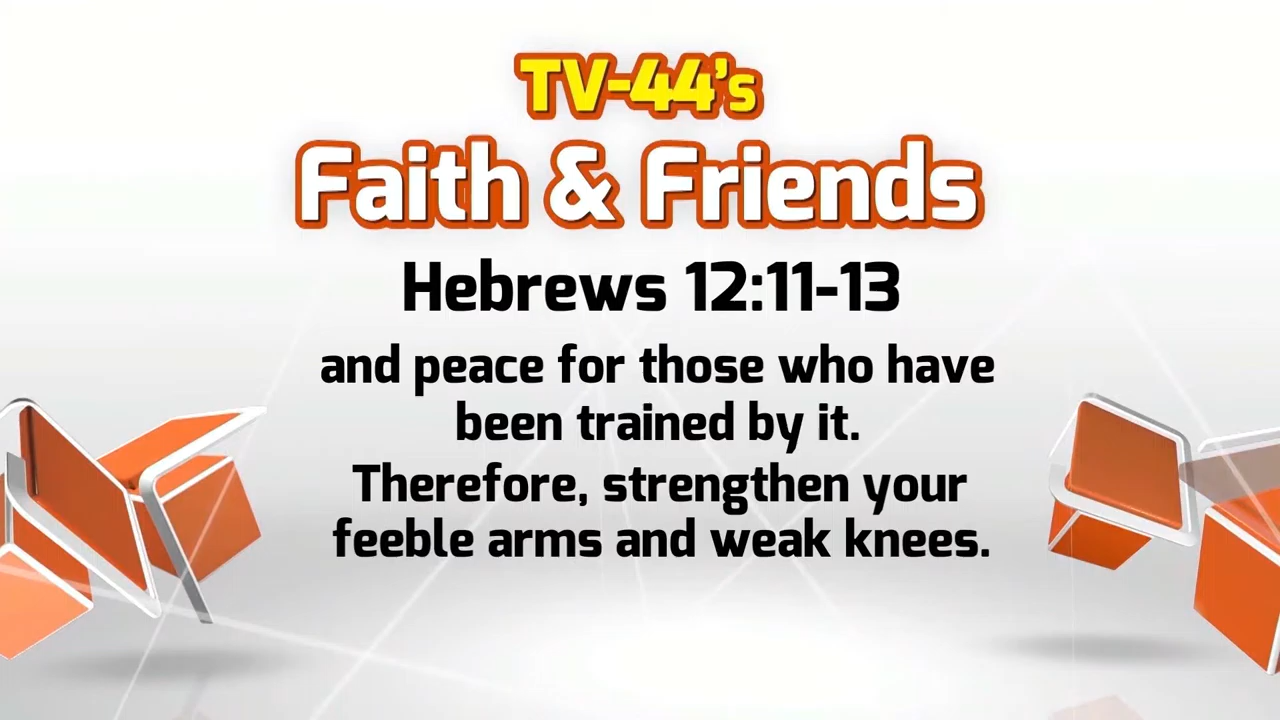 TV-44's
Faith & Friends
Hebrews 12:11-13
and peace for those who have
been trained by it.
Therefore, strengthen your
feeble arms and weak knees.